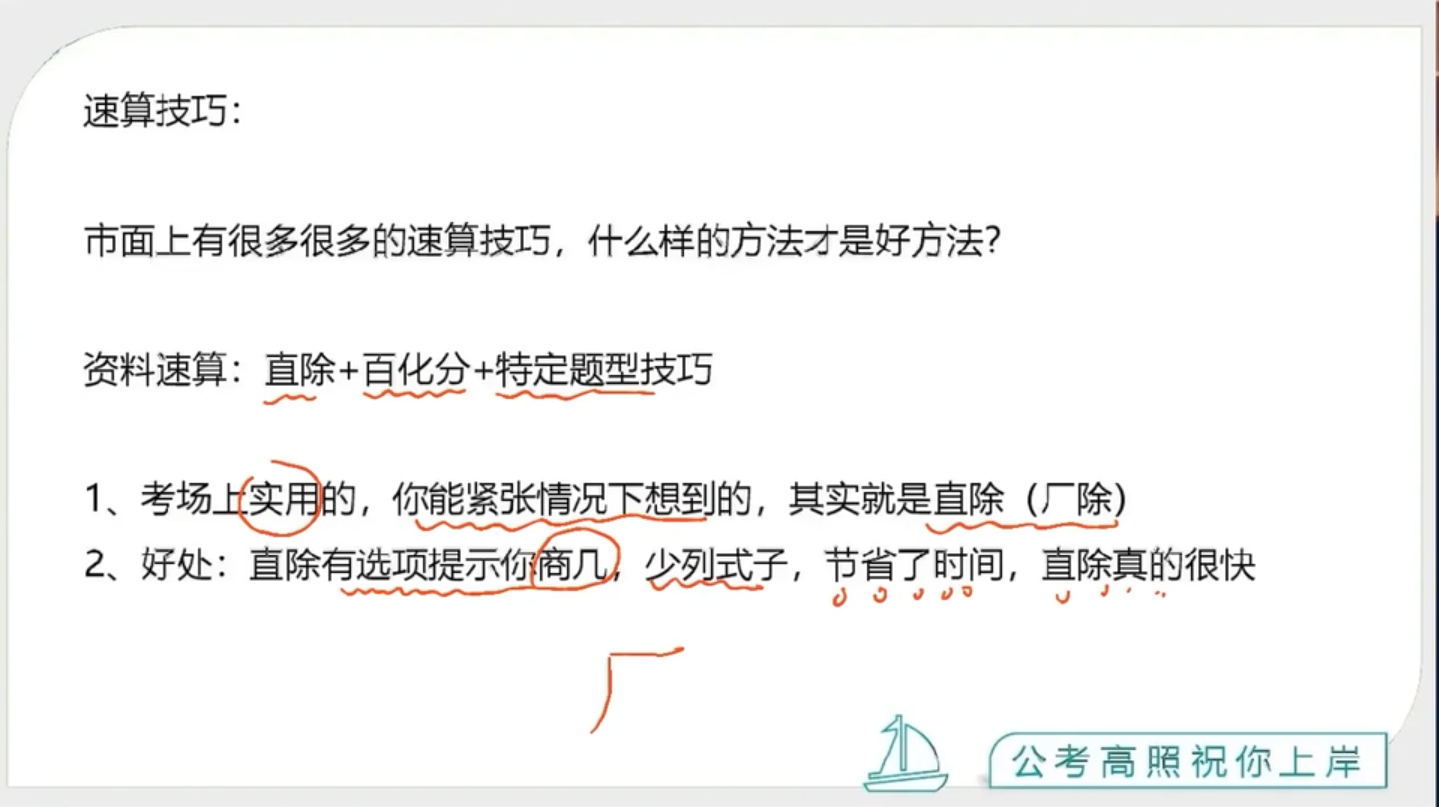 速算技巧：
市面上有很多很多的速算技巧，什么样的方法才是好方法？
资料速算：直除+百化分+特定题型技巧
1、考场上实用的，你能紧张情况下想到的，其实就是直除（厂除）
2、好处：直除有选项提示你商几，少列式子，节省了时间，直除真的很快
厂
公考高照祝你上岸